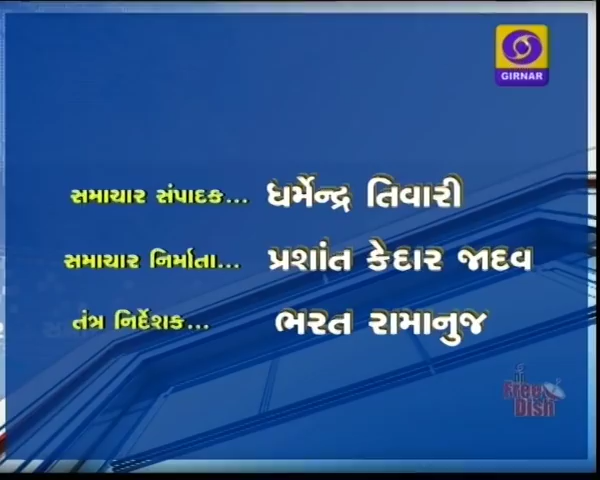 GIRNAR
સમાચાર સંપાદક... ધર્મેન્દ્ર તિવારી
સમાચાર નિર્માતા... પ્રશાંત કેદાર જાદવ
તંત્ર નિર્દેશક... ભરત રામાનુજ
Free
Dish